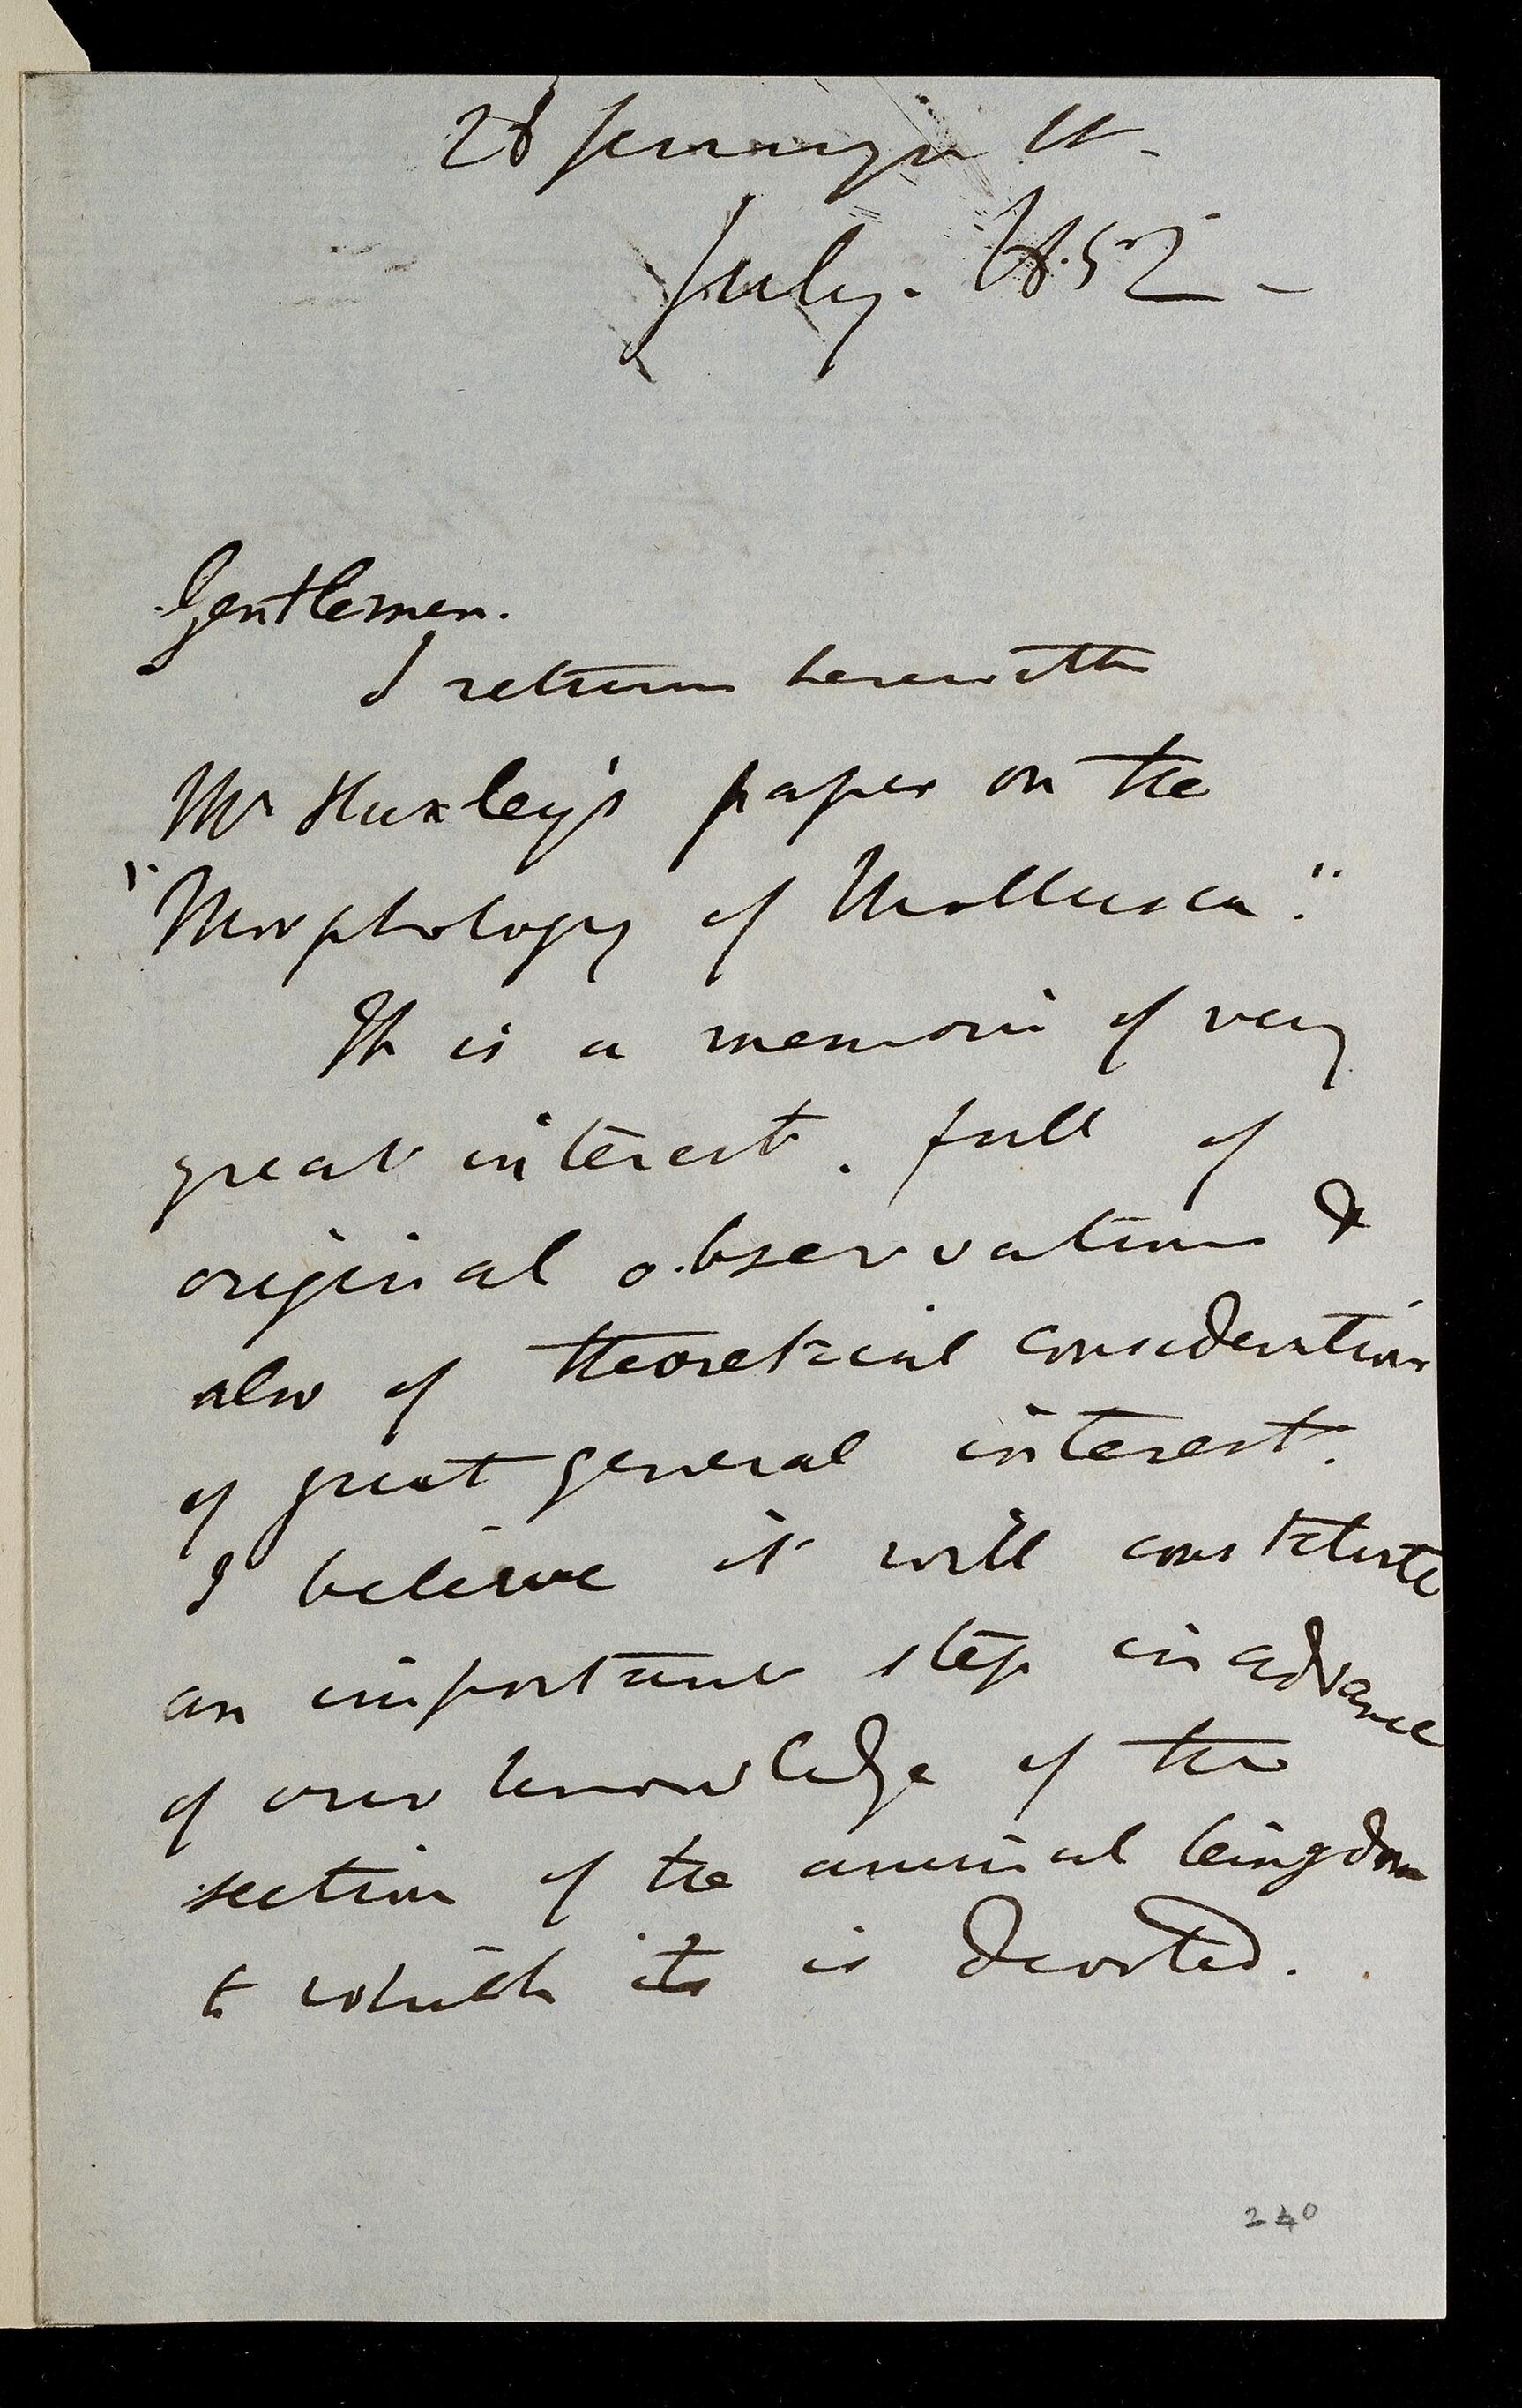 28 Jermyn St -
July. 1852 -
Gentlemen.
I return herewith
Mr Huxley's paper on the
"Morphology of Mollusca."
It is a memoir of very
great interest. full of
original observation &
also of theoretical considerations
of great general interest.
I believe it will constitute
an important step in advance
of our knowledge of the
section of the animal kingdom
to which it is devoted.
240